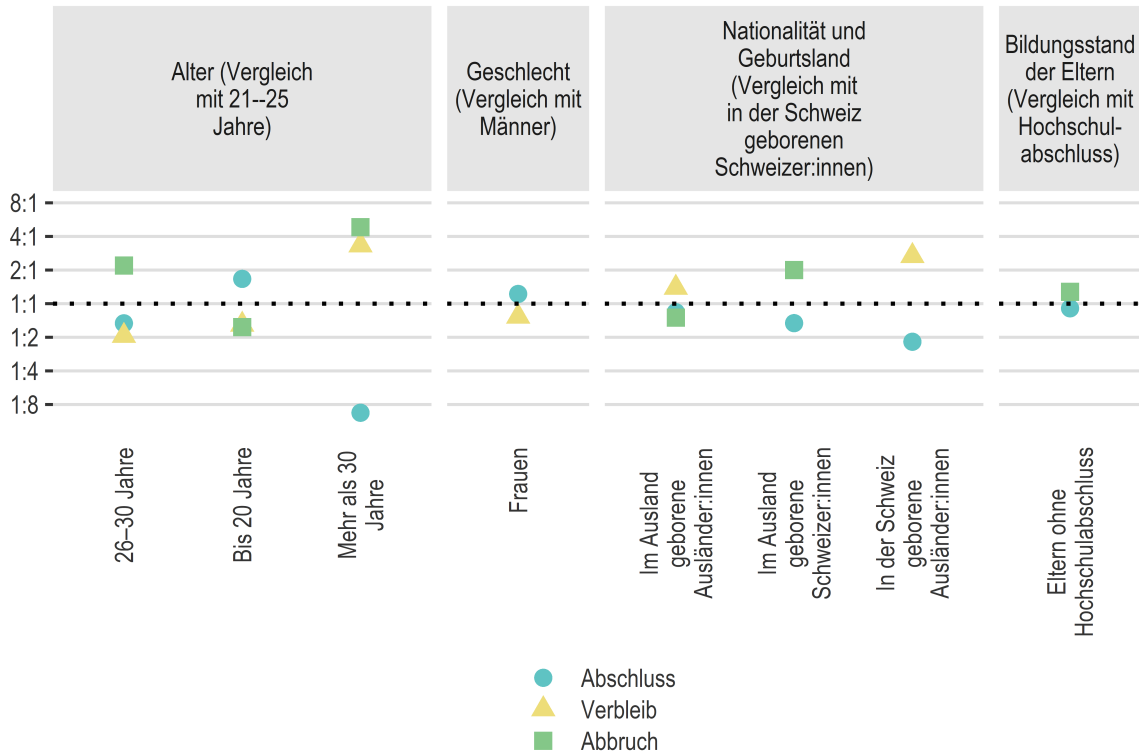 Alter (Vergleich
mit 21--25
Jahre)
Geschlecht
(Vergleich mit
Männer)
Nationalität und
Geburtsland
(Vergleich mit
in der Schweiz
geborenen
Schweizer:innen)
Bildungsstand
der Eltern
(Vergleich mit
Hochschul-
abschluss)
8:1
4:1
2:1
1:1
1:2
1:4
1:8
26–30 Jahre
Bis 20 Jahre
Mehr als 30
Jahre
Frauen
Im Ausland
geborene
Ausländer:innen
Im Ausland
geborene
Schweizer:innen
In der Schweiz
geborene
Ausländer:innen
Eltern ohne
Hochschulabschluss
Abschluss
Verbleib
Abbruch